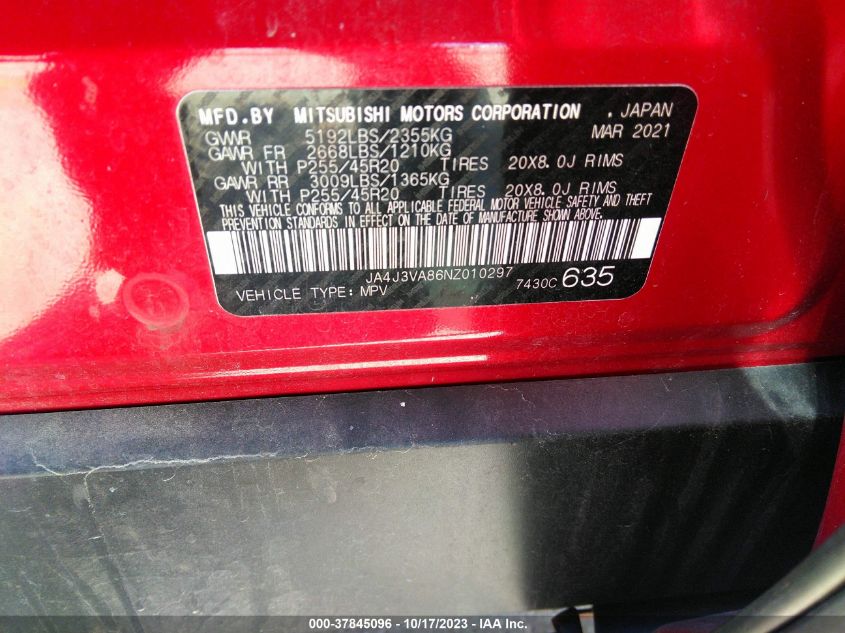 MFD.BY MITSUBISHI MOTORS CORPORATION . JAPAN
GVWR 5192LBS/2355KG MAR 2021
GAWR FR 2668LBS/1210KG
WITH P255/45R20 TIRES 20X8.0J RIMS
GAWR RR 3009LBS/1365KG
WITH P255/45R20 TIRES 20X8.0J RIMS
THIS VEHICLE CONFORMS TO ALL APPLICABLE FEDERAL MOTOR VEHICLE SAFETY AND THEFT
PREVENTION STANDARDS IN EFFECT ON THE DATE OF MANUFACTURE SHOWN ABOVE.
JA4J3VA86NZ010297
VEHICLE TYPE: MPV 7430C 635
000-37845096 - 10/17/2023 - IAA Inc.